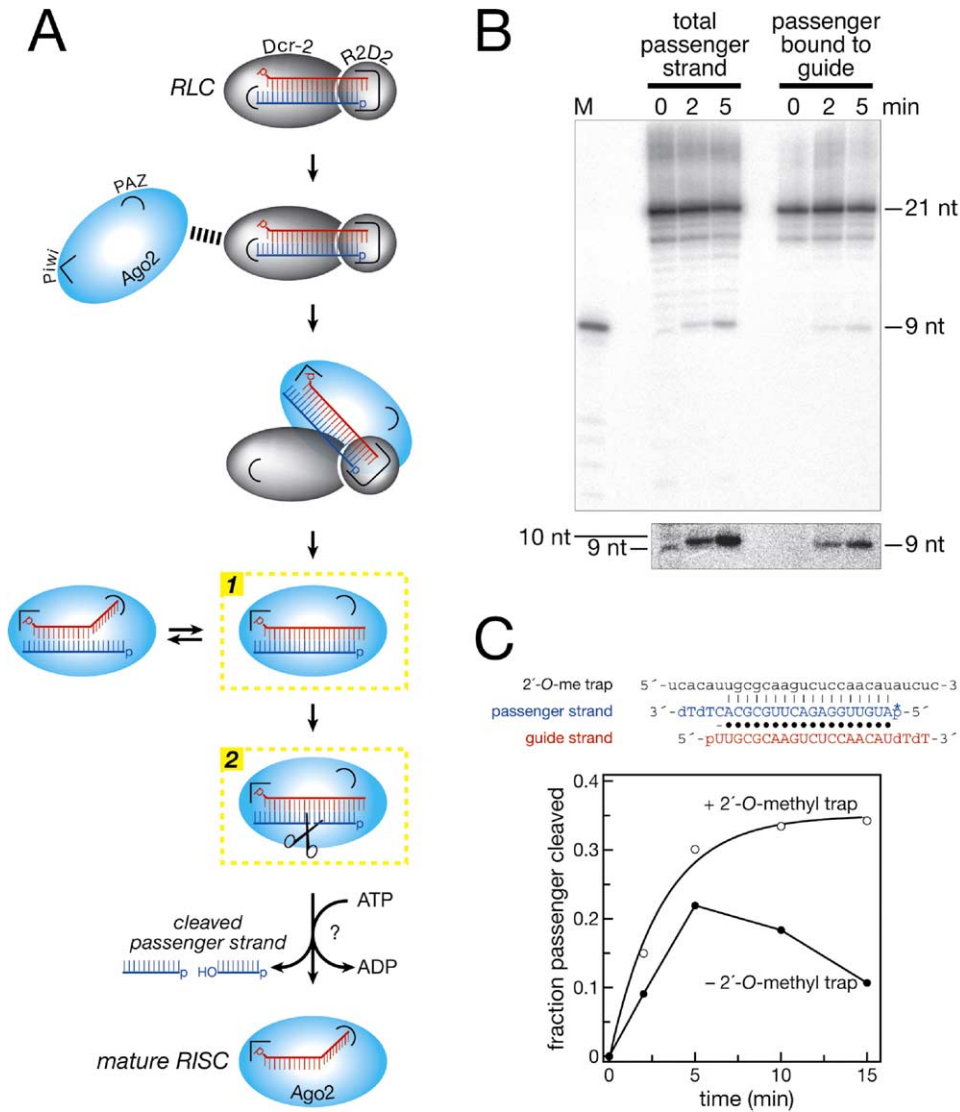 A
Dcr-2
R2D2
RLC
p
p
PAZ
Piwi
Ago2
p
p
p
p
1
p
p
p
p
2
p
p
ATP
?
ADP
cleaved
passenger strand
p HO p
mature RISC
p
Ago2
B
total
passenger
strand
passenger
bound to
guide
M 0 2 5 0 2 5 min
21 nt
9 nt
10 nt
9 nt
9 nt
C
2´-O-me trap 5´-ucacauugcgcaagucuccaacauaucuc-3
passenger strand 3´-dTdTCACGCGUUCAGAGGUUGUAp-5´
*
guide strand 5´-pUUGCGCAAGUCUCCAACAUdTdT-3´
fraction passenger cleaved
0.4
0.3
0.2
0.1
0
+ 2´-O-methyl trap
– 2´-O-methyl trap
0 5 10 15
time (min)